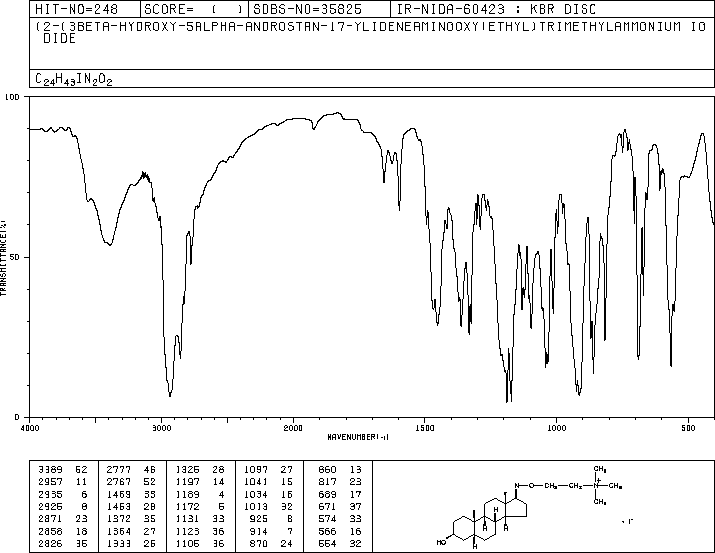 HIT-NO=248 SCORE= ( ) SDBS-NO=35825 IR-NIDA-60423 : KBR DISC
(2-(3BETA-HYDROXY-5ALPHA-ANDROSTAN-17-YLIDENEAMINOOXY)ETHYL)TRIMETHYLAMMONIUM IO
DIDE
C24H43IN2O2
100
50
0
TRANSMITTANCE(%)
4000 3000 2000 1500 1000 500
WAVENUMBER(-1)
3389 52 2777 46 1325 28 1097 27 860 13
2957 11 2767 52 1197 14 1041 15 817 23
2935 6 1469 33 1189 4 1034 16 689 17
2925 8 1453 28 1172 5 1013 32 671 37
2871 23 1372 35 1131 33 925 8 574 33
2858 18 1364 27 1123 36 914 7 566 16
2826 35 1333 26 1105 36 870 24 554 32
CH3
N O CH2 CH2 N+ CH3
CH3
H
H H
HO
H
· I-